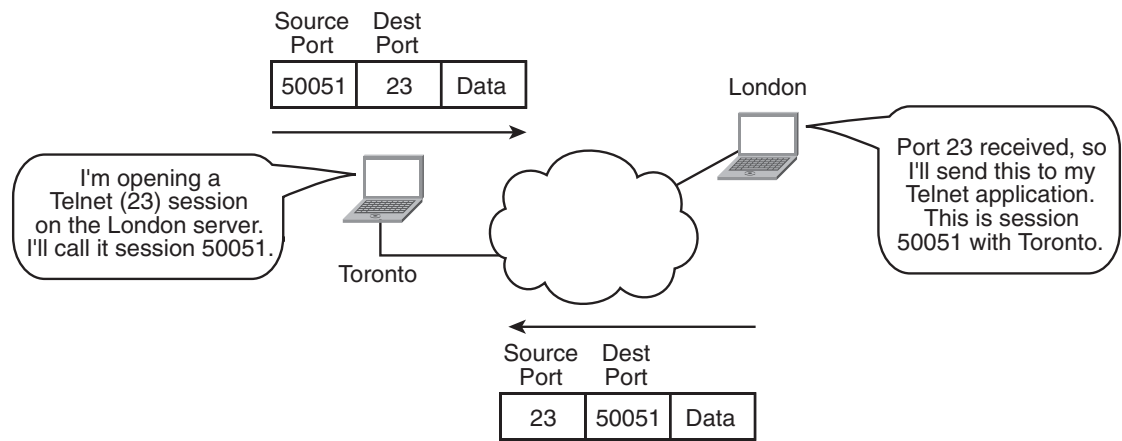 Source Dest
Port Port
50051 23 Data
London
Port 23 received, so
I'll send this to my
Telnet application.
This is session
50051 with Toronto.
I'm opening a
Telnet (23) session
on the London server.
I'll call it session 50051.
Toronto
Source Dest
Port Port
23 50051 Data